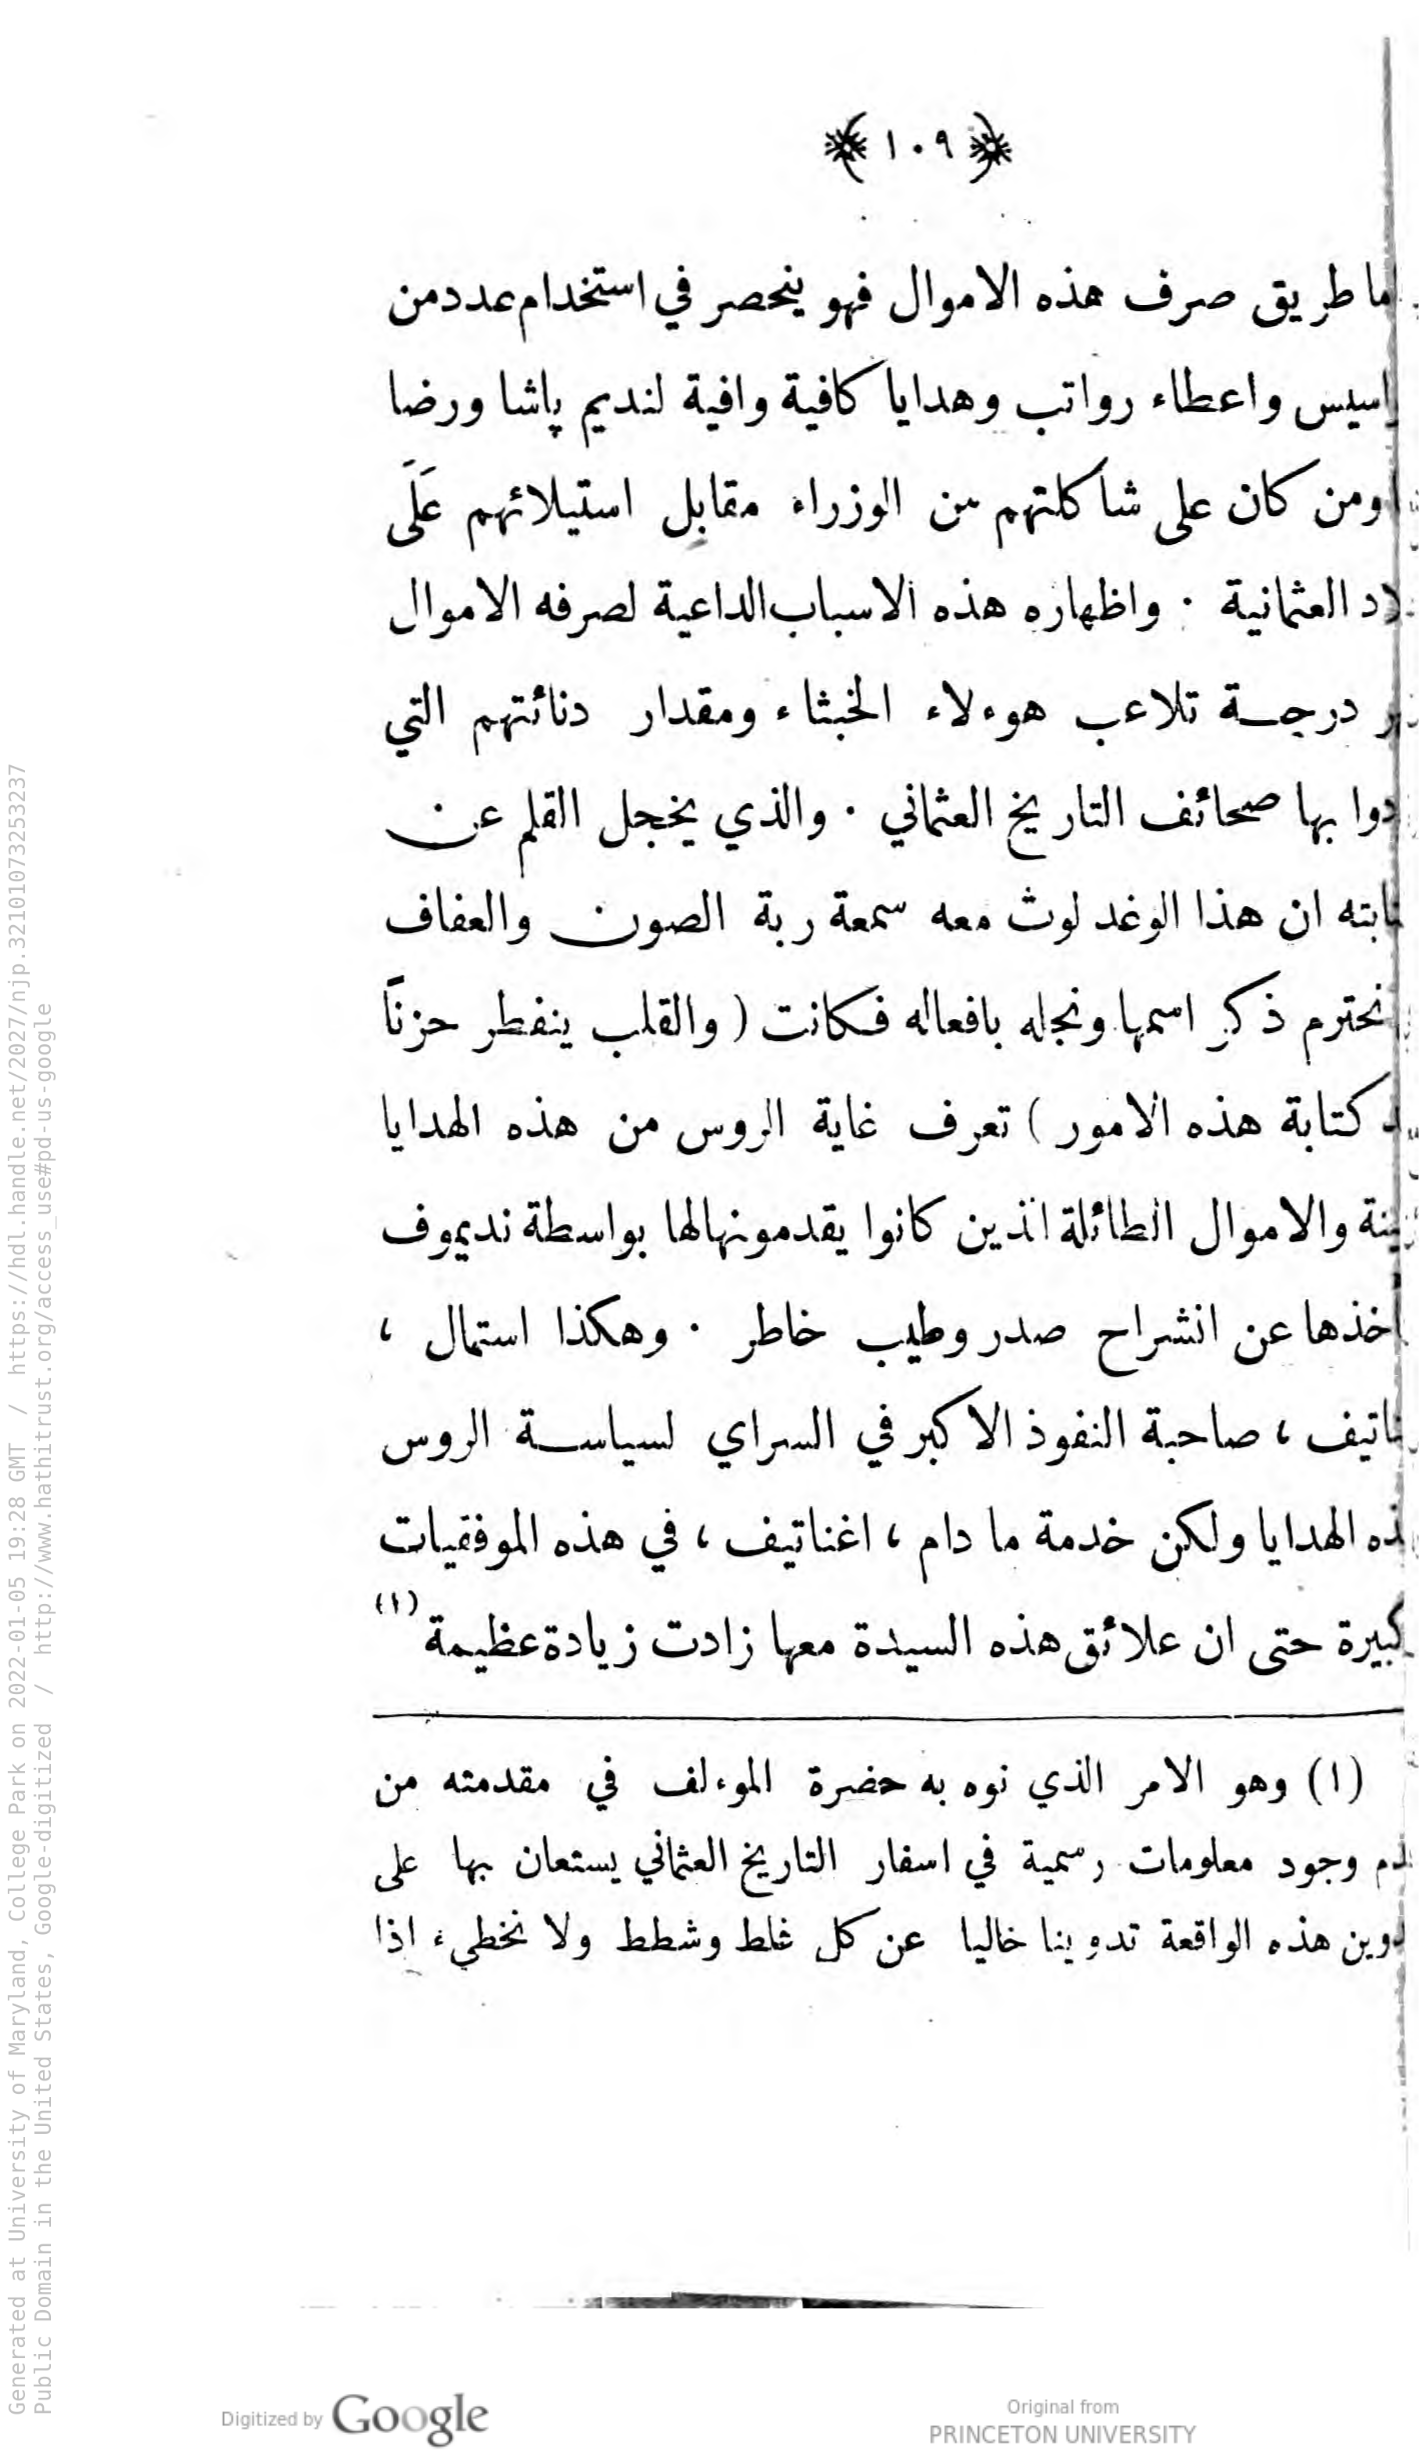 ١٠٩
ما طريق صرف هذه الاموال فهو ينحصر في استخدام عدد من
اسيس واعطاء رواتب وهدايا كافية وافية لنديم پاشا ورضا
ومن كان على شاكلتهم من الوزراء مقابل استيلائهم عَلَى
لاد العثمانية · واظهاره هذه الاسباب الداعية لصرفه الاموال
درجة تلاعب هوءلاء الخبثاء ومقدار دنائتهم التي
دوا بها صحائف التاريخ العثماني · والذي يخجل القلم عن
ابته ان هذا الوغد لوث معه سمعة ربة الصون والعفاف
نحترم ذكر اسمها ونجله بافعاله فكانت ( والقلب ينفطر حزناً
كتابة هذه الامور ) تعرف غاية الروس من هذه الهدايا
ينة والاموال الطائلة الذين كانوا يقدمونها لها بواسطة نديموف
اخذها عن انشراح صدر وطيب خاطر · وهكذا استمال ،
ناتيف ، صاحبة النفوذ الاكبر في السراي لسياسة الروس
ذه الهدايا ولكن خدمة ما دام ، اغناتيف ، في هذه الموفقيات
كبيرة حتى ان علائق هذه السيدة معها زادت زيادة عظيمة (١)
(١) وهو الامر الذي نوه به حضرة الموءلف في مقدمته من
دم وجود معلومات رسمية في اسفار التاريخ العثماني يستعان بها على
دوين هذه الواقعة تدوينا خاليا عن كل غلط وشطط ولا نخطيء اذا
Generated at University of Maryland, College Park on 2022-01-05 19:28 GMT / https://hdl.handle.net/2027/njp.32101073253237
Public Domain in the United States, Google-digitized / http://www.hathitrust.org/access_use#pd-us-google
Digitized by Google
Original from
PRINCETON UNIVERSITY